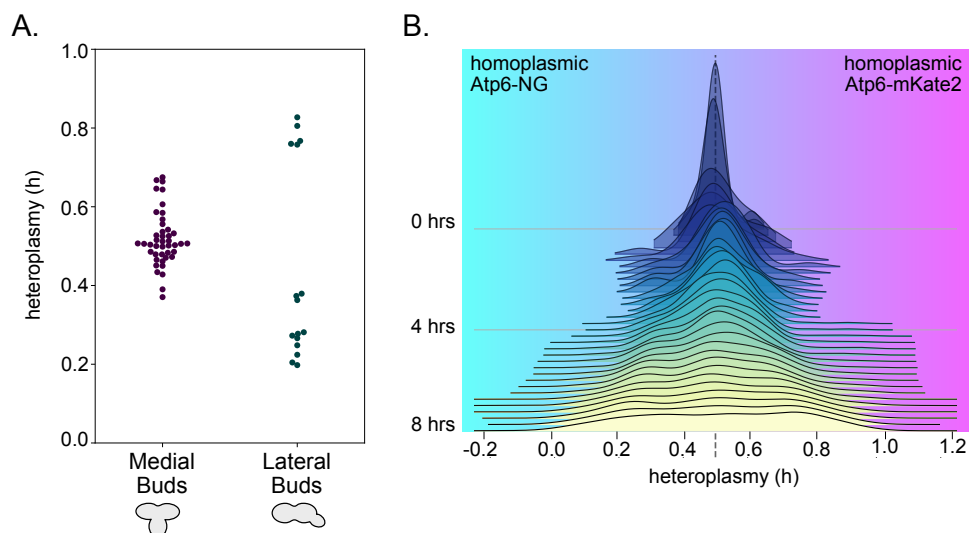 A.
1.0
0.8
0.6
0.4
0.2
0.0
heteroplasmy (h)
Medial
Buds
Lateral
Buds
B.
homoplasmic
Atp6-NG
homoplasmic
Atp6-mKate2
0 hrs
4 hrs
8 hrs
-0.2
0.0
0.2
0.4
0.6
0.8
1.0
1.2
heteroplasmy (h)